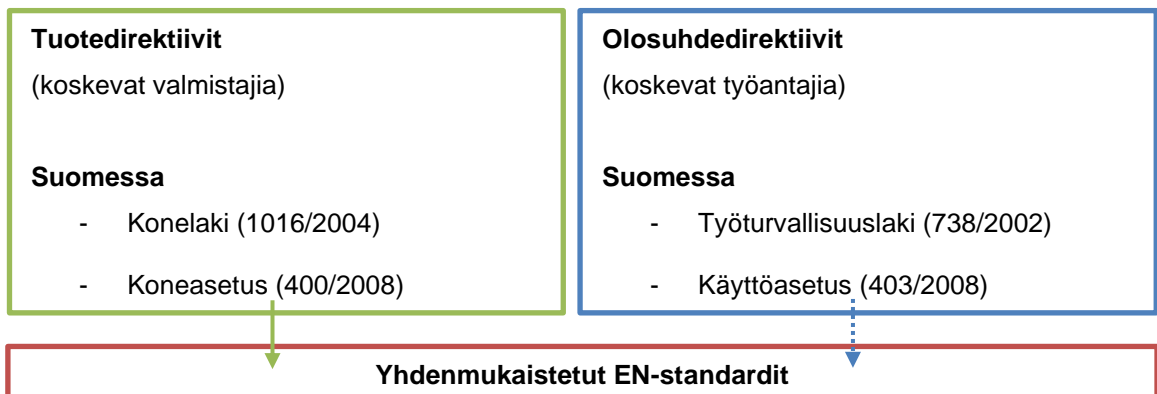 Tuotedirektiivit
(koskevat valmistajia)
Suomessa
- Konelaki (1016/2004)
- Koneasetus (400/2008)
Olosuhdedirektiivit
(koskevat työantajia)
Suomessa
- Työturvallisuuslaki (738/2002)
- Käyttöasetus (403/2008)
Yhdenmukaistetut EN-standardit